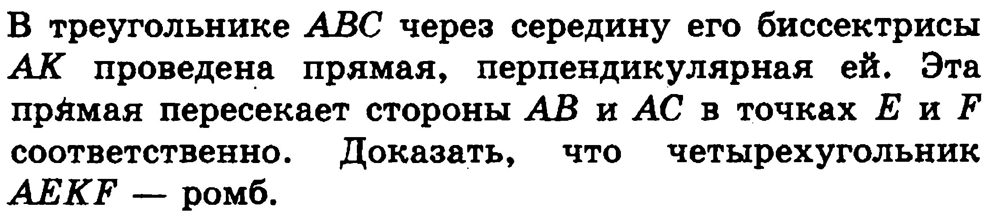 В треугольнике ABC через середину его биссектрисы
AK проведена прямая, перпендикулярная ей. Эта
прямая пересекает стороны AB и AC в точках E и F
соответственно. Доказать, что четырехугольник
AEKF — ромб.